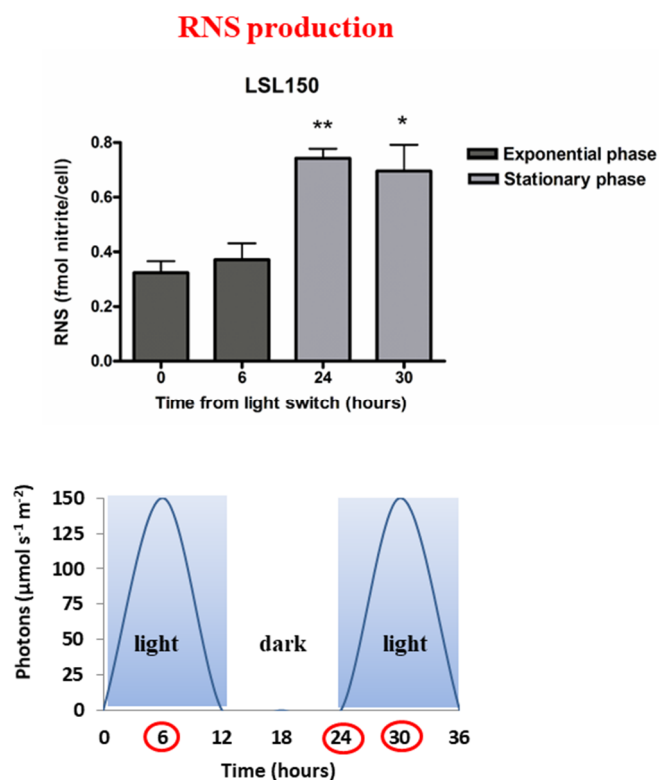 RNS production
LSL150
RNS (fmol nitrite/cell)
0.8
0.6
0.4
0.2
0.0
** *
Exponential phase
Stationary phase
0 6 24 30
Time from light switch (hours)
Photons (µmol s⁻¹ m⁻²)
150
125
100
75
50
25
0
light dark light
0 6 12 18 24 30 36
Time (hours)